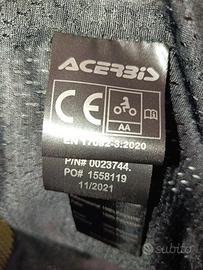 ACERBIS
CE
AA
EN 17092-3:2020
P/N# 0023744.
PO# 1558119
11/2021
subito